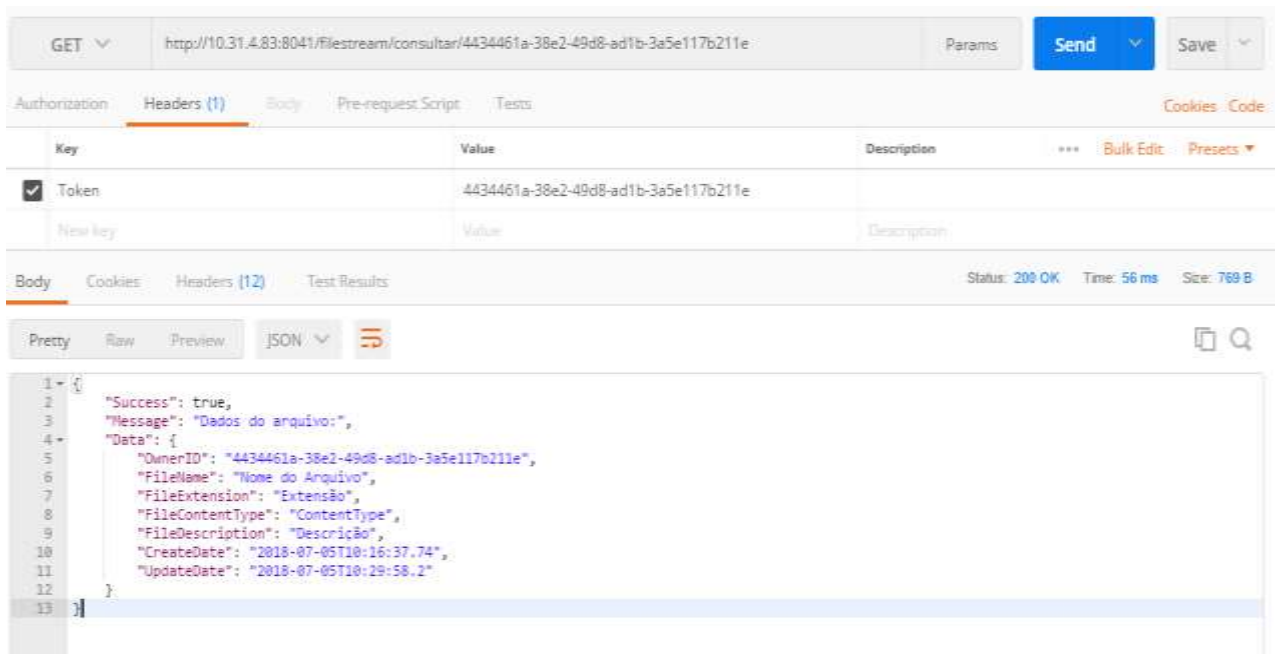 GET http://10.31.4.83:8041/filestream/consultar/4434461a-38e2-49d8-ad1b-3a5e117b211e Params Send Save
Authorization Headers (1) Body Pre-request Script Tests Cookies Code
Key Value Description Bulk Edit Presets
Token 4434461a-38e2-49d8-ad1b-3a5e117b211e
New key Value Description
Body Cookies Headers (12) Test Results Status: 200 OK Time: 56 ms Size: 769 B
Pretty Raw Preview JSON
1 {
2 "Success": true,
3 "Message": "Dados do arquivo:",
4 "Data": {
5 "OwnerID": "4434461a-38e2-49d8-ad1b-3a5e117b211e",
6 "FileName": "Nome do Arquivo",
7 "FileExtension": "Extensão",
8 "FileContentType": "ContentType",
9 "FileDescription": "Descrição",
10 "CreateDate": "2018-07-05T10:16:37.74",
11 "UpdateDate": "2018-07-05T10:29:58.2"
12 }
13 }